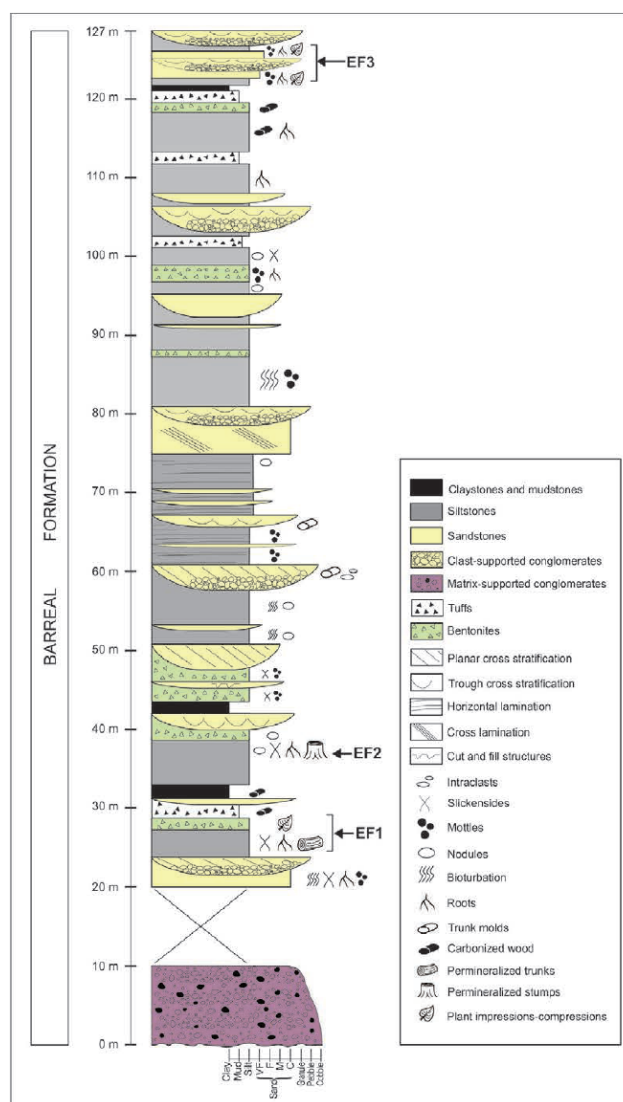 127 m
EF3
120 m
110 m
100 m
90 m
80 m
70 m
60 m
50 m
40 m
EF2
30 m
EF1
20 m
10 m
0 m
BARREAL FORMATION
Clay
Mud
Silt
VF
F
M
C
Sand
Granule
Pebble
Cobble
Claystones and mudstones
Siltstones
Sandstones
Clast-supported conglomerates
Matrix-supported conglomerates
Tuffs
Bentonites
Planar cross stratification
Trough cross stratification
Horizontal lamination
Cross lamination
Cut and fill structures
Intraclasts
Slickensides
Mottles
Nodules
Bioturbation
Roots
Trunk molds
Carbonized wood
Permineralized trunks
Permineralized stumps
Plant impressions-compressions